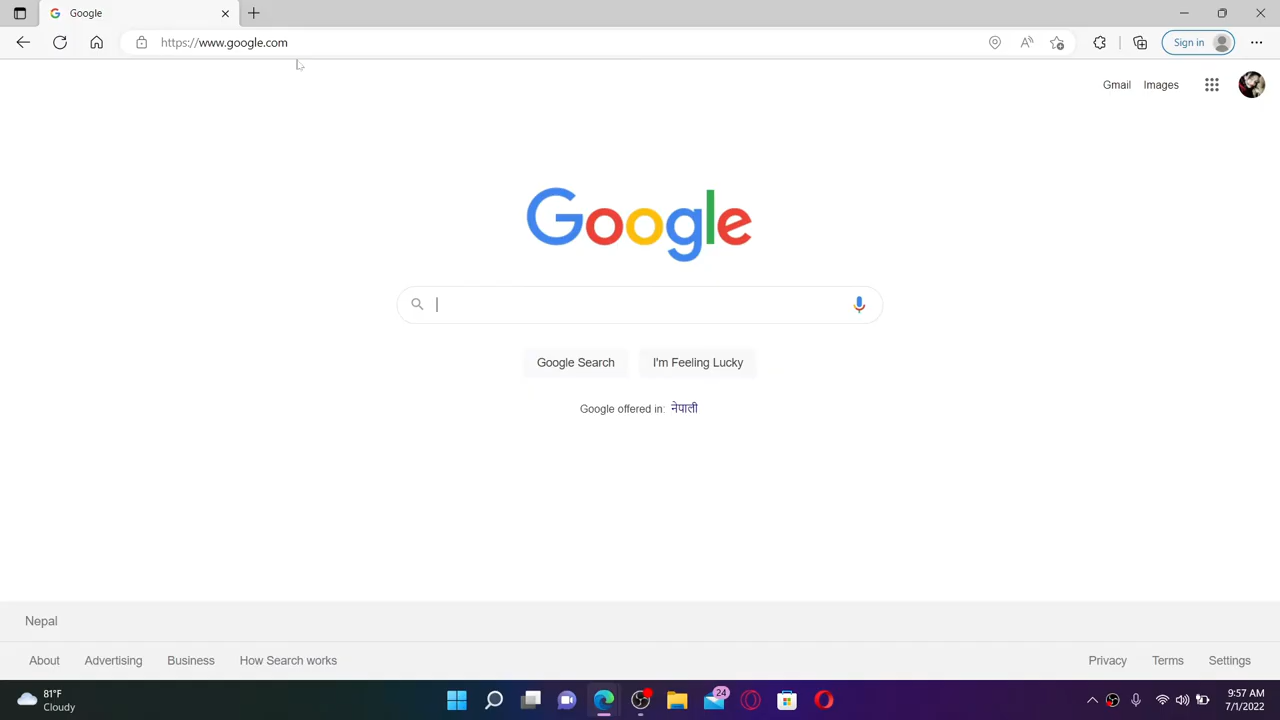 Google
https://www.google.com
Sign in
Gmail Images
Google
Google Search I'm Feeling Lucky
Google offered in: नेपाली
Nepal
About Advertising Business How Search works Privacy Terms Settings
81°F
Cloudy
24
9:57 AM
7/1/2022